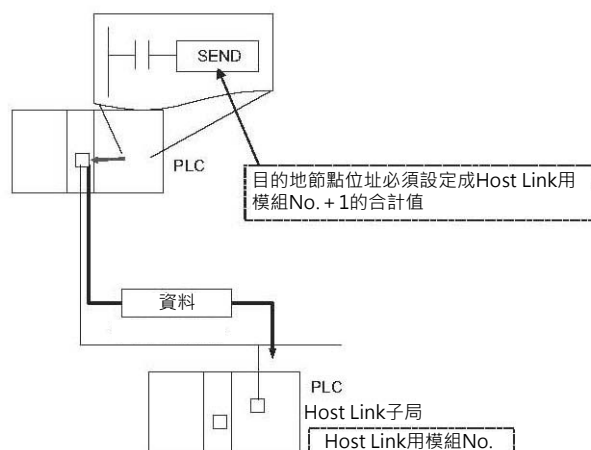 SEND
PLC
目的地節點位址必須設定成Host Link用
模組No.+1的合計值
資料
PLC
Host Link子局
Host Link用模組No.